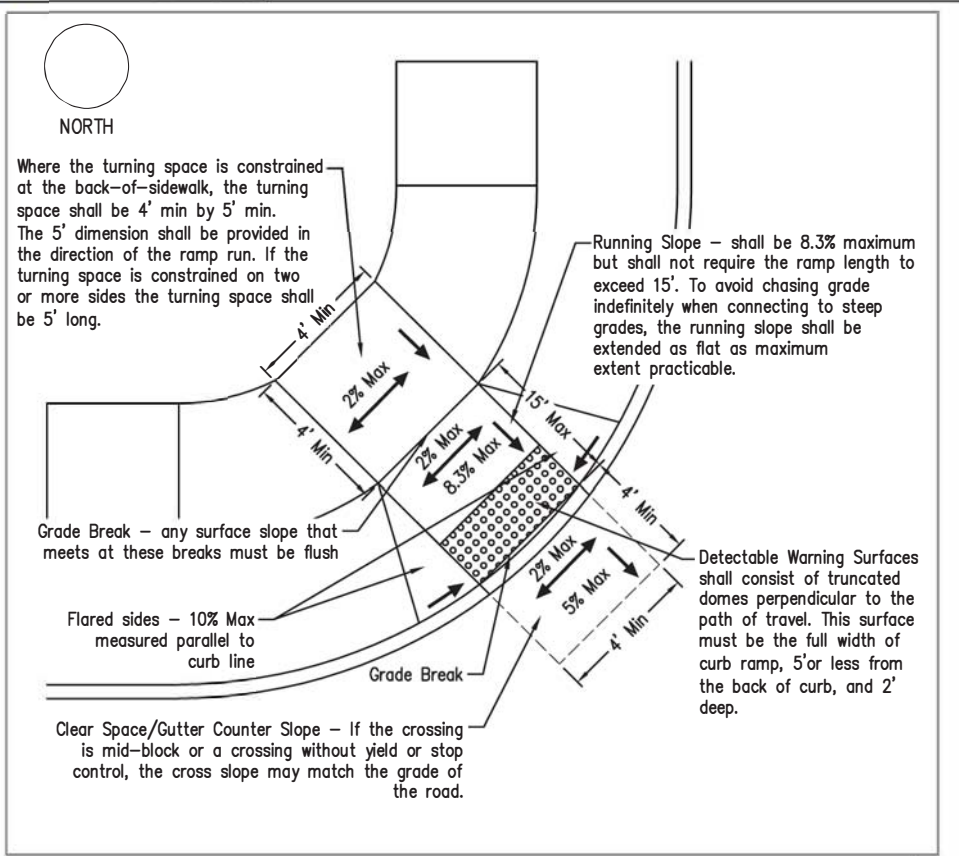 NORTH
Where the turning space is constrained
at the back-of-sidewalk, the turning
space shall be 4' min by 5' min.
The 5' dimension shall be provided in
the direction of the ramp run. If the
turning space is constrained on two
or more sides the turning space shall
be 5' long.
Running Slope - shall be 8.3% maximum
but shall not require the ramp length to
exceed 15'. To avoid chasing grade
indefinitely when connecting to steep
grades, the running slope shall be
extended as flat as maximum
extent practicable.
4' Min
2% Max
4' Min
15' Max
2% Max
8.3% Max
4' Min
2% Max
5% Max
4' Min
Grade Break - any surface slope that
meets at these breaks must be flush
Detectable Warning Surfaces
shall consist of truncated
domes perpendicular to the
path of travel. This surface
must be the full width of
curb ramp, 5'or less from
the back of curb, and 2'
deep.
Flared sides - 10% Max
measured parallel to
curb line
Grade Break
Clear Space/Gutter Counter Slope - If the crossing
is mid-block or a crossing without yield or stop
control, the cross slope may match the grade of
the road.